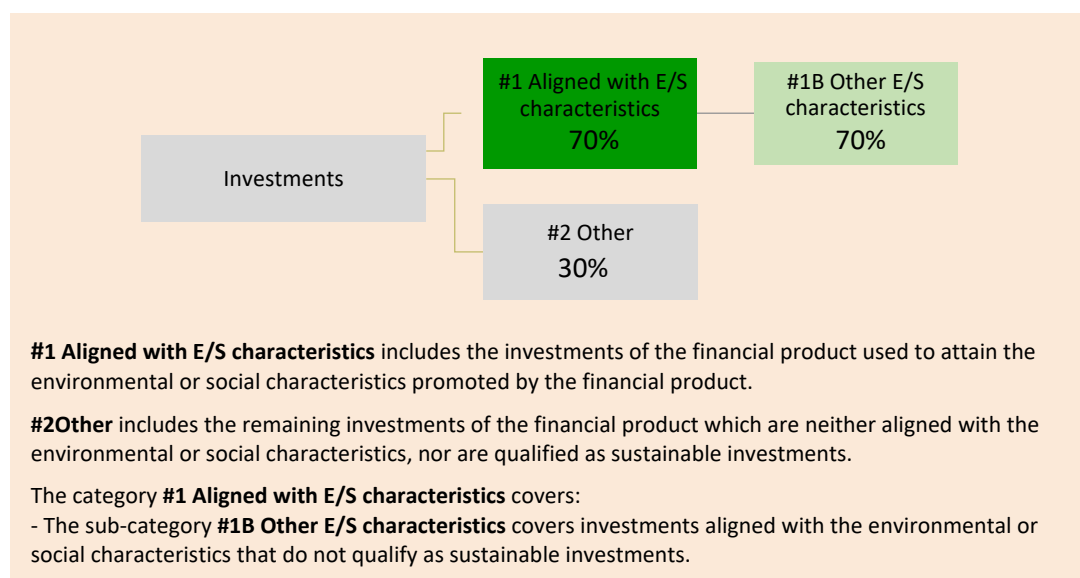 #1 Aligned with E/S
characteristics
70%
#1B Other E/S
characteristics
70%
Investments
#2 Other
30%
#1 Aligned with E/S characteristics includes the investments of the financial product used to attain the
environmental or social characteristics promoted by the financial product.
#2Other includes the remaining investments of the financial product which are neither aligned with the
environmental or social characteristics, nor are qualified as sustainable investments.
The category #1 Aligned with E/S characteristics covers:
- The sub-category #1B Other E/S characteristics covers investments aligned with the environmental or
social characteristics that do not qualify as sustainable investments.